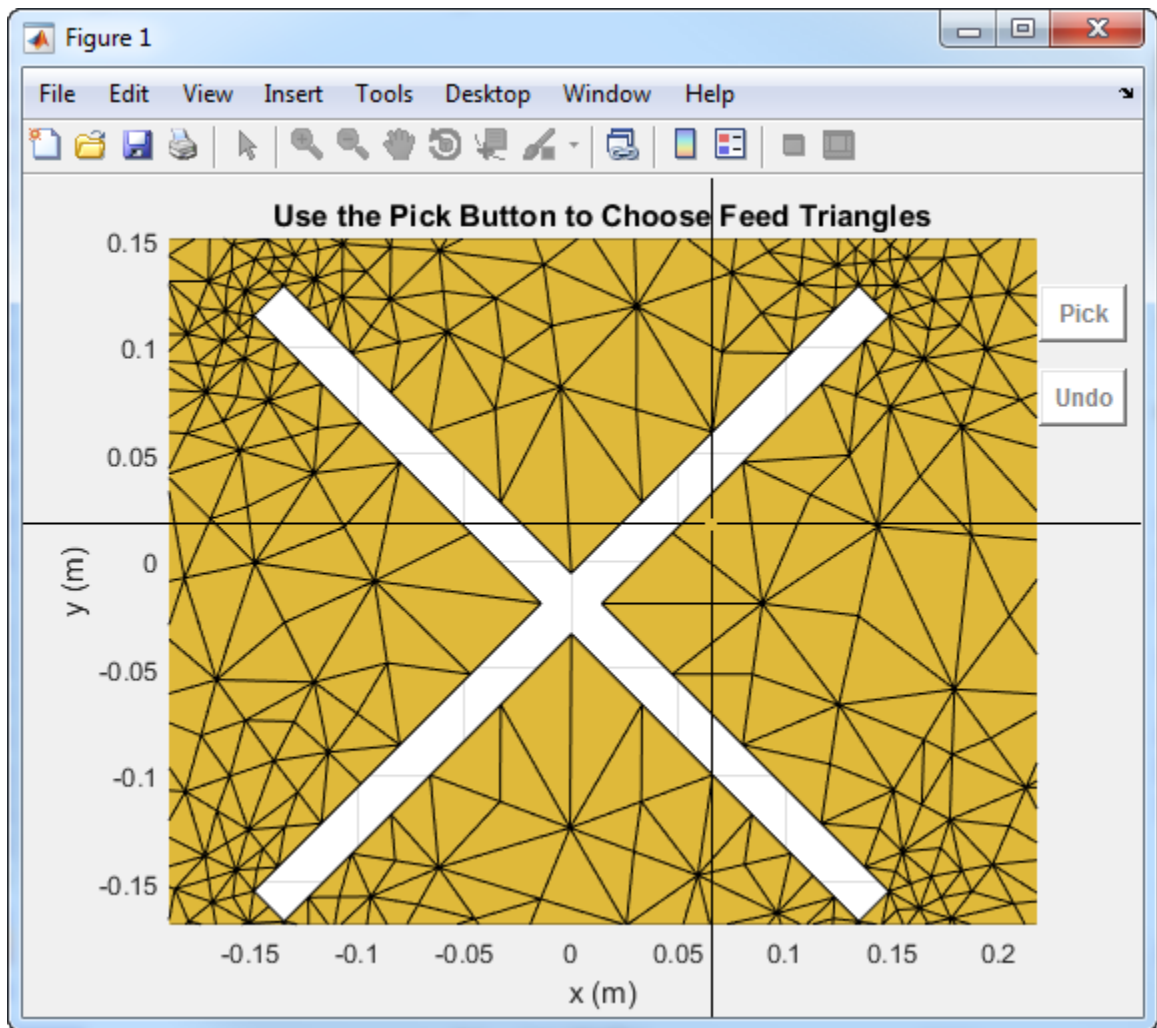 Figure 1
File Edit View Insert Tools Desktop Window Help
Use the Pick Button to Choose Feed Triangles
0.15
0.1
0.05
0
-0.05
-0.1
-0.15
y (m)
Pick
Undo
-0.15 -0.1 -0.05 0 0.05 0.1 0.15 0.2
x (m)